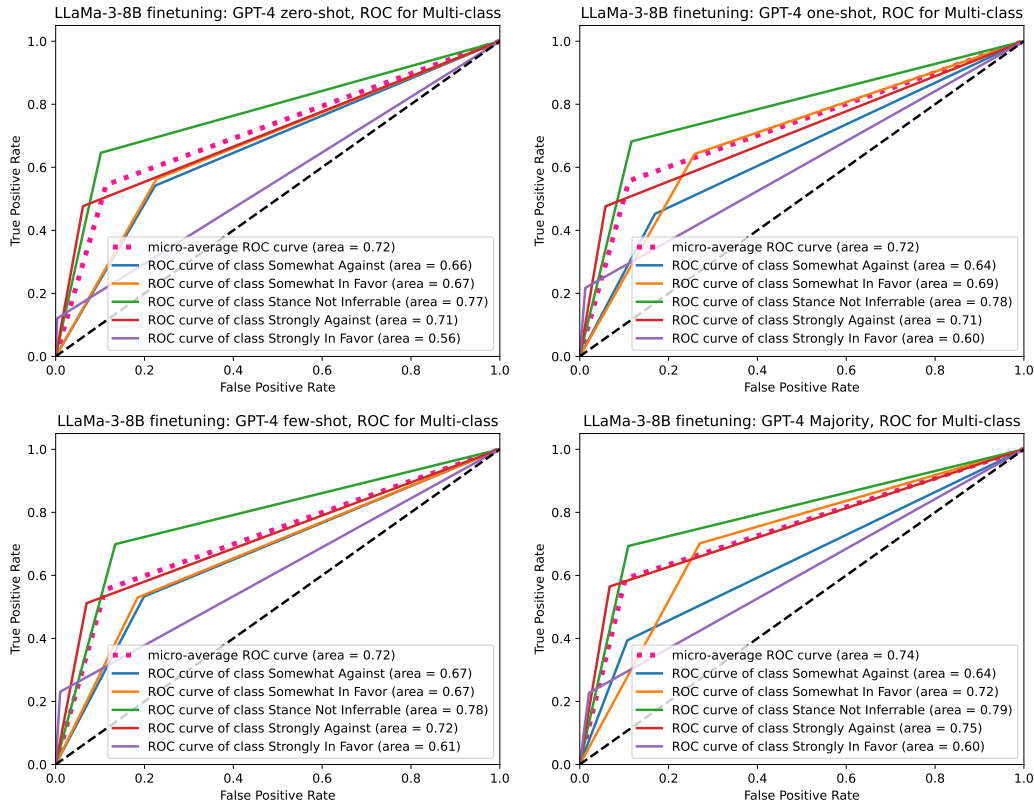 LLaMa-3-8B finetuning: GPT-4 zero-shot, ROC for Multi-class
1.0
0.8
0.6
0.4
0.2
0.0
True Positive Rate
micro-average ROC curve (area = 0.72)
ROC curve of class Somewhat Against (area = 0.66)
ROC curve of class Somewhat In Favor (area = 0.67)
ROC curve of class Stance Not Inferrable (area = 0.77)
ROC curve of class Strongly Against (area = 0.71)
ROC curve of class Strongly In Favor (area = 0.56)
0.0 0.2 0.4 0.6 0.8 1.0
False Positive Rate
LLaMa-3-8B finetuning: GPT-4 one-shot, ROC for Multi-class
1.0
0.8
0.6
0.4
0.2
0.0
True Positive Rate
micro-average ROC curve (area = 0.72)
ROC curve of class Somewhat Against (area = 0.64)
ROC curve of class Somewhat In Favor (area = 0.69)
ROC curve of class Stance Not Inferrable (area = 0.78)
ROC curve of class Strongly Against (area = 0.71)
ROC curve of class Strongly In Favor (area = 0.60)
0.0 0.2 0.4 0.6 0.8 1.0
False Positive Rate
LLaMa-3-8B finetuning: GPT-4 few-shot, ROC for Multi-class
1.0
0.8
0.6
0.4
0.2
0.0
True Positive Rate
micro-average ROC curve (area = 0.72)
ROC curve of class Somewhat Against (area = 0.67)
ROC curve of class Somewhat In Favor (area = 0.67)
ROC curve of class Stance Not Inferrable (area = 0.78)
ROC curve of class Strongly Against (area = 0.72)
ROC curve of class Strongly In Favor (area = 0.61)
0.0 0.2 0.4 0.6 0.8 1.0
False Positive Rate
LLaMa-3-8B finetuning: GPT-4 Majority, ROC for Multi-class
1.0
0.8
0.6
0.4
0.2
0.0
True Positive Rate
micro-average ROC curve (area = 0.74)
ROC curve of class Somewhat Against (area = 0.64)
ROC curve of class Somewhat In Favor (area = 0.72)
ROC curve of class Stance Not Inferrable (area = 0.79)
ROC curve of class Strongly Against (area = 0.75)
ROC curve of class Strongly In Favor (area = 0.60)
0.0 0.2 0.4 0.6 0.8 1.0
False Positive Rate